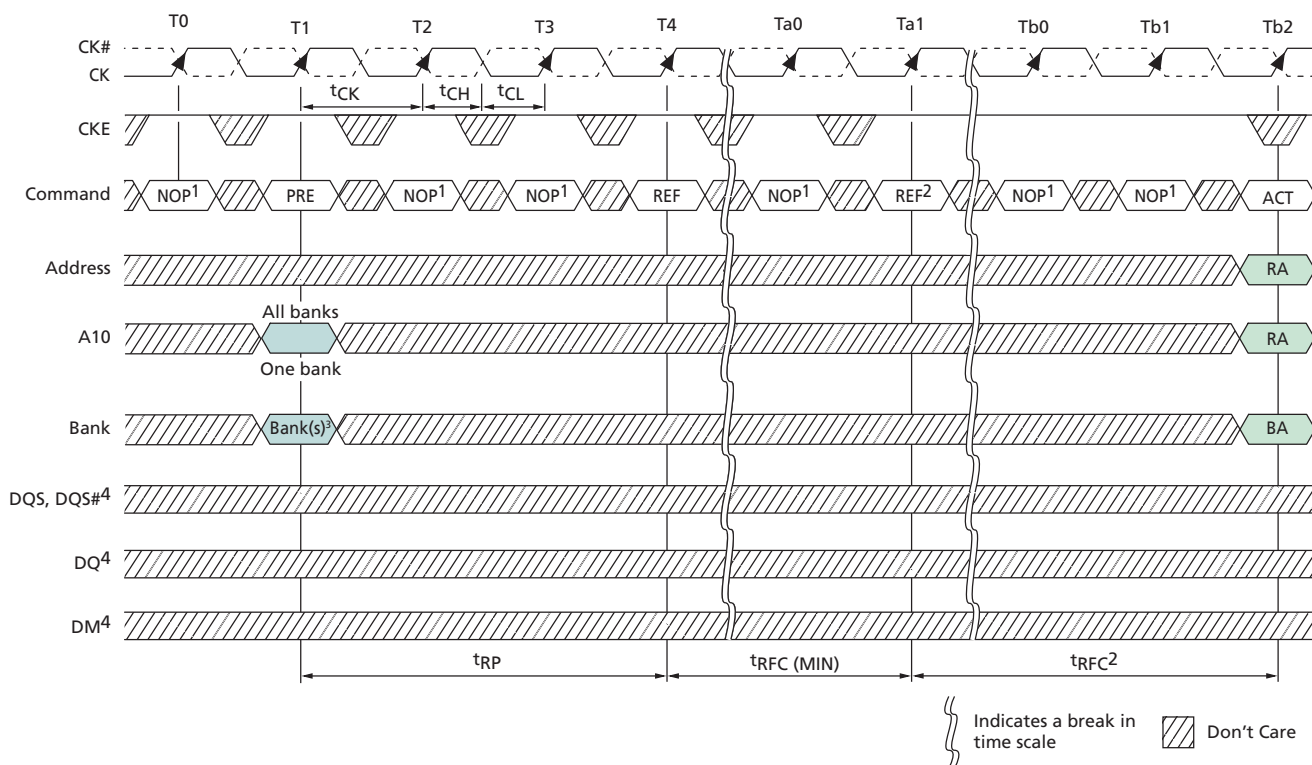 T0 T1 T2 T3 T4 Ta0 Ta1 Tb0 Tb1 Tb2
CK#
CK
tCK tCH tCL
CKE
Command NOP1 PRE NOP1 NOP1 REF NOP1 REF2 NOP1 NOP1 ACT
Address RA
All banks
A10 RA
One bank
Bank Bank(s)3 BA
DQS, DQS#4
DQ4
DM4
tRP tRFC (MIN) tRFC2
Indicates a break in
time scale
Don't Care